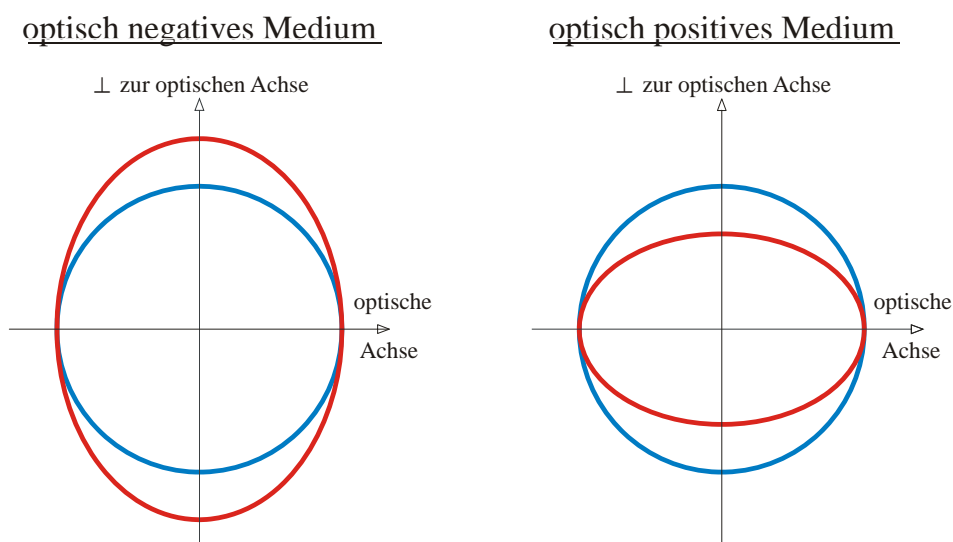 optisch negatives Medium
⊥ zur optischen Achse
optische
Achse
optisch positives Medium
⊥ zur optischen Achse
optische
Achse